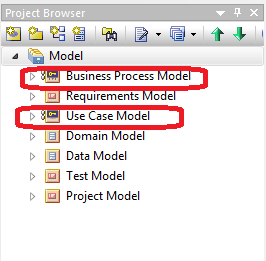 Project Browser
Model
Business Process Model
Requirements Model
Use Case Model
Domain Model
Data Model
Test Model
Project Model